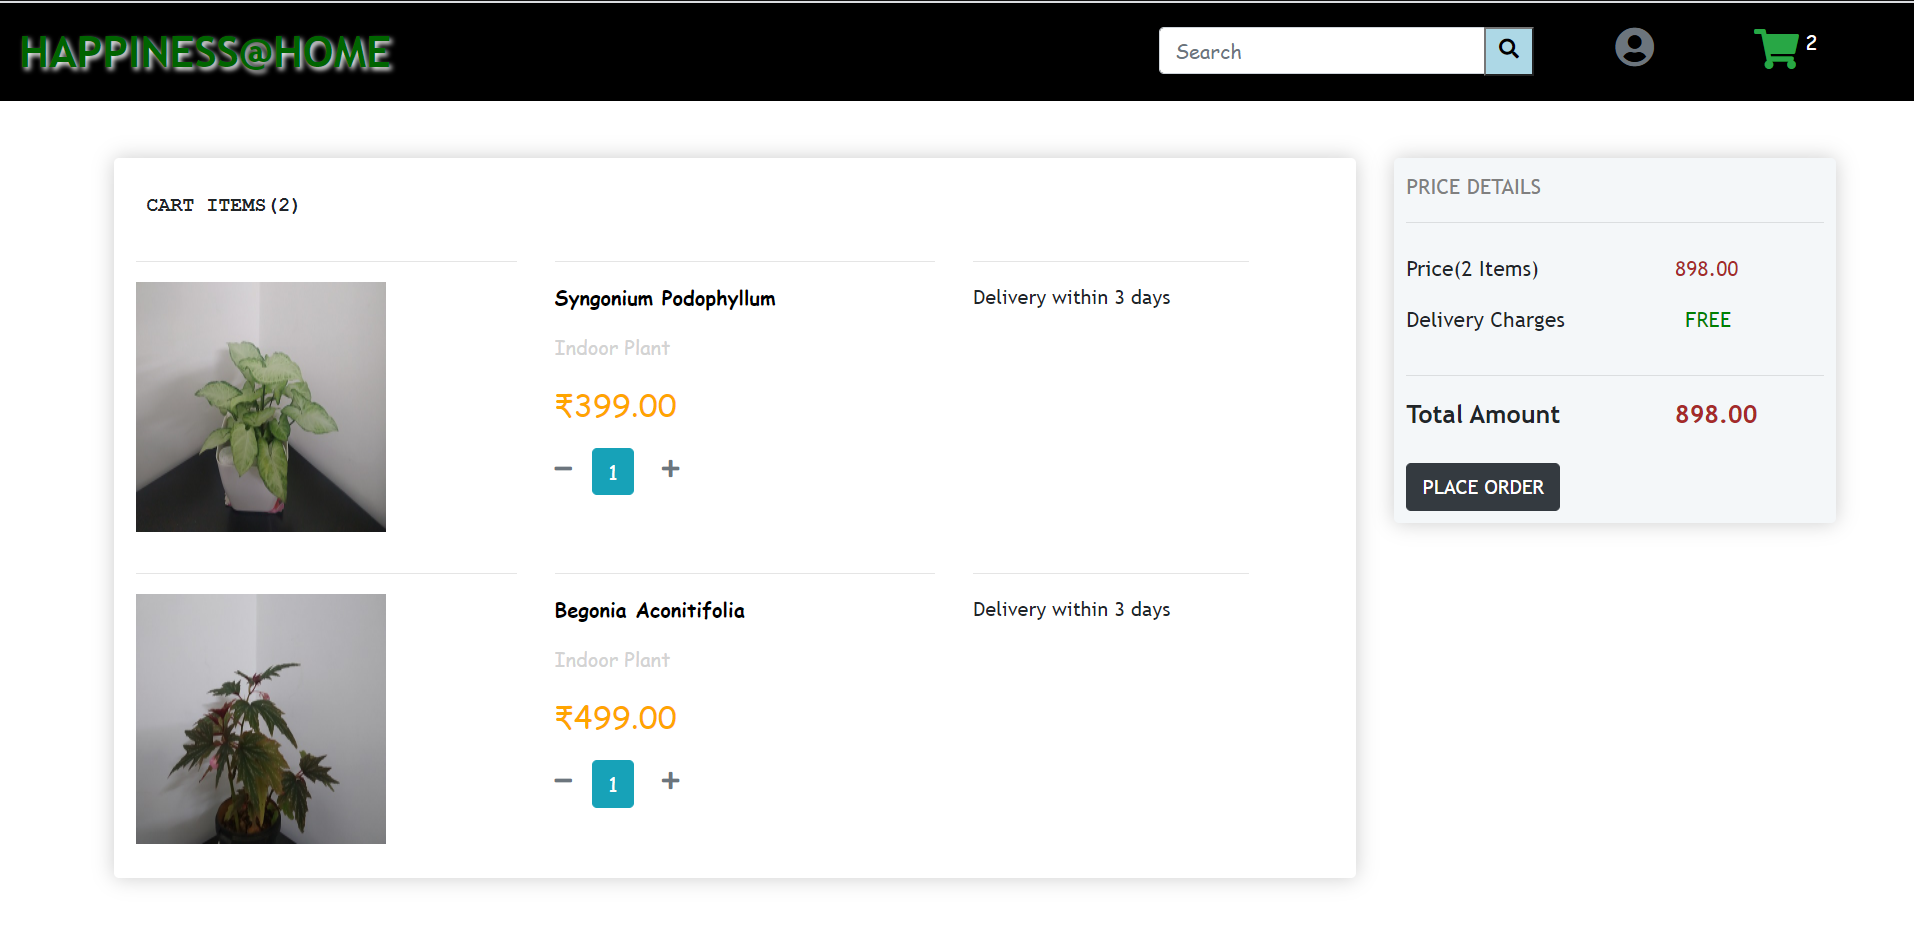 HAPPINESS@HOME
Search
2
CART ITEMS(2)
Syngonium Podophyllum
Indoor Plant
₹399.00
1
Delivery within 3 days
Begonia Aconitifolia
Indoor Plant
₹499.00
1
Delivery within 3 days
PRICE DETAILS
Price(2 Items) 898.00
Delivery Charges FREE
Total Amount 898.00
PLACE ORDER